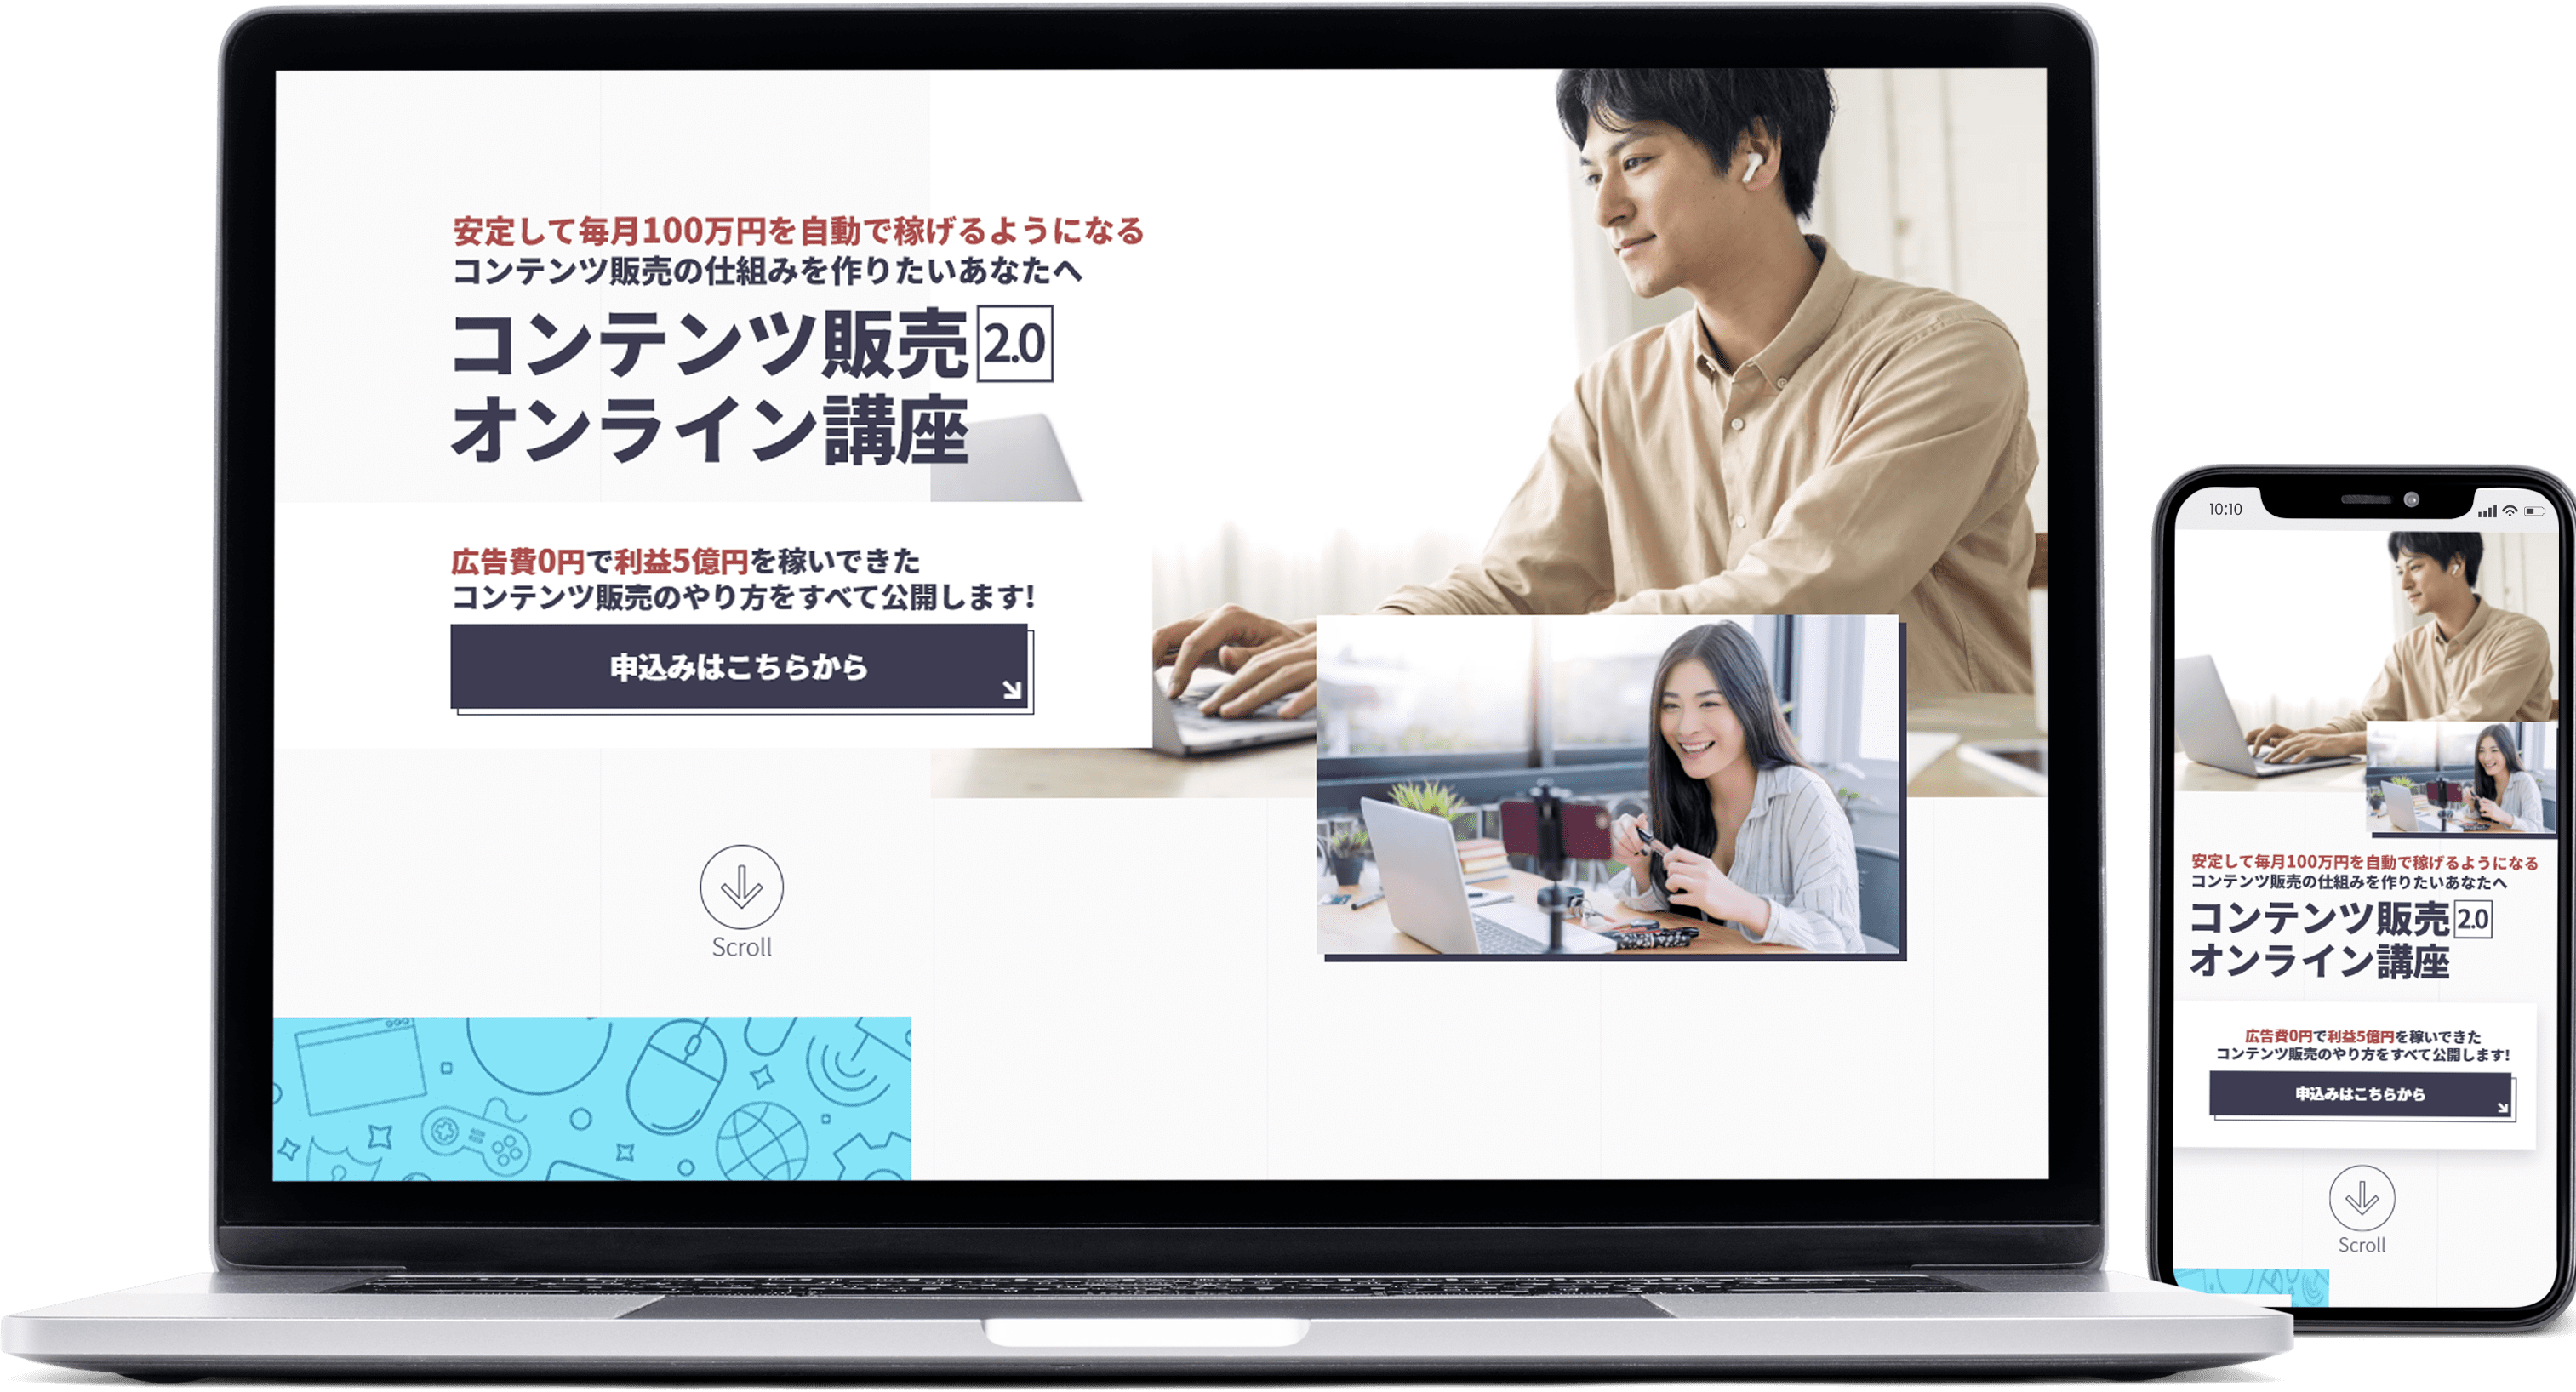 安定して毎月100万円を自動で稼げるようになる
コンテンツ販売の仕組みを作りたいあなたへ
コンテンツ販売2.0
オンライン講座
広告費0円で利益5億円を稼いできた
コンテンツ販売のやり方をすべて公開します!
申込みはこちらから
Scroll
10:10
安定して毎月100万円を自動で稼げるようになる
コンテンツ販売の仕組みを作りたいあなたへ
コンテンツ販売2.0
オンライン講座
広告費0円で利益5億円を稼いできた
コンテンツ販売のやり方をすべて公開します!
申込みはこちらから
Scroll